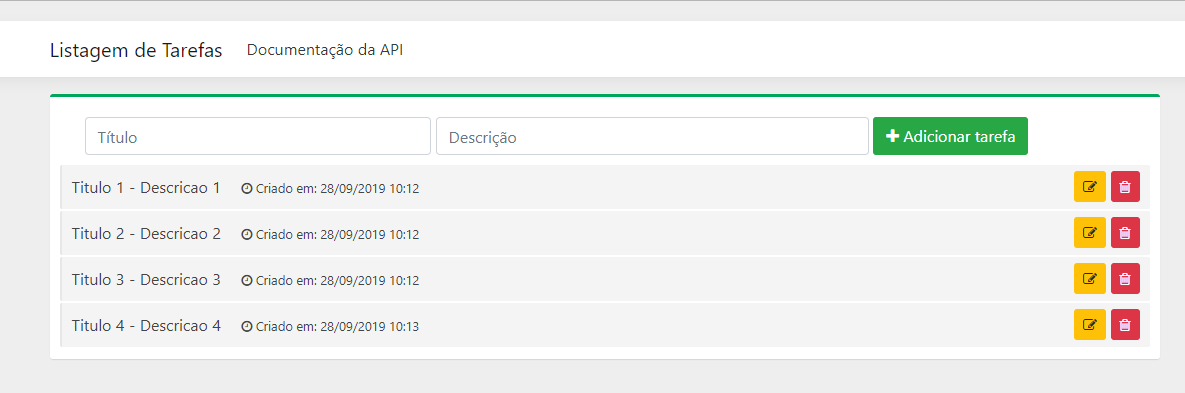 Listagem de Tarefas Documentação da API
Título Descrição Adicionar tarefa
Titulo 1 - Descricao 1 Criado em: 28/09/2019 10:12
Titulo 2 - Descricao 2 Criado em: 28/09/2019 10:12
Titulo 3 - Descricao 3 Criado em: 28/09/2019 10:12
Titulo 4 - Descricao 4 Criado em: 28/09/2019 10:13